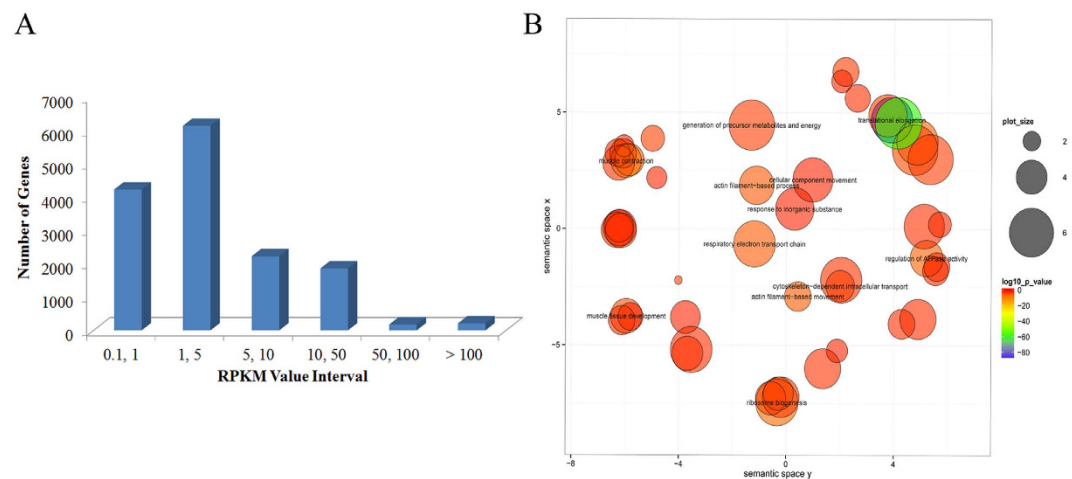 A
Number of Genes
7000
6000
5000
4000
3000
2000
1000
0
0.1, 1 1, 5 5, 10 10, 50 50, 100 > 100
RPKM Value Interval
B
semantic space x
5
0
-5
-8 -4 0 4
semantic space y
generation of precursor metabolites and energy
translational elongation
muscle contraction
cellular component movement
actin filament-based process
response to inorganic substance
respiratory electron transport chain
regulation of ATPase activity
cytoskeleton-dependent intracellular transport
actin filament-based movement
muscle tissue development
ribosome biogenesis
plot_size
2
4
6
log10_p_value
0
-20
-40
-60
-80